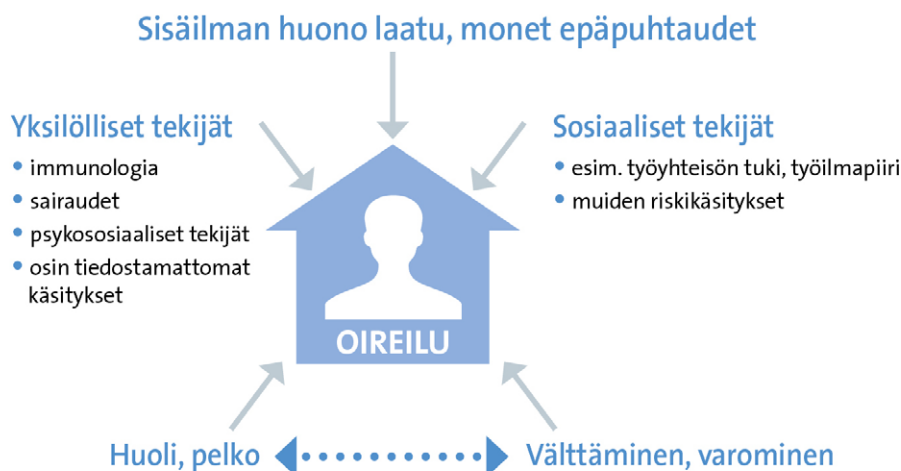 Sisäilman huono laatu, monet epäpuhtaudet
Yksilölliset tekijät
• immunologia
• sairaudet
• psykososiaaliset tekijät
• osin tiedostamattomat
käsitykset
Sosiaaliset tekijät
• esim. työyhteisön tuki, työilmapiiri
• muiden riskikäsitykset
OIREILU
Huoli, pelko
Välttäminen, varominen